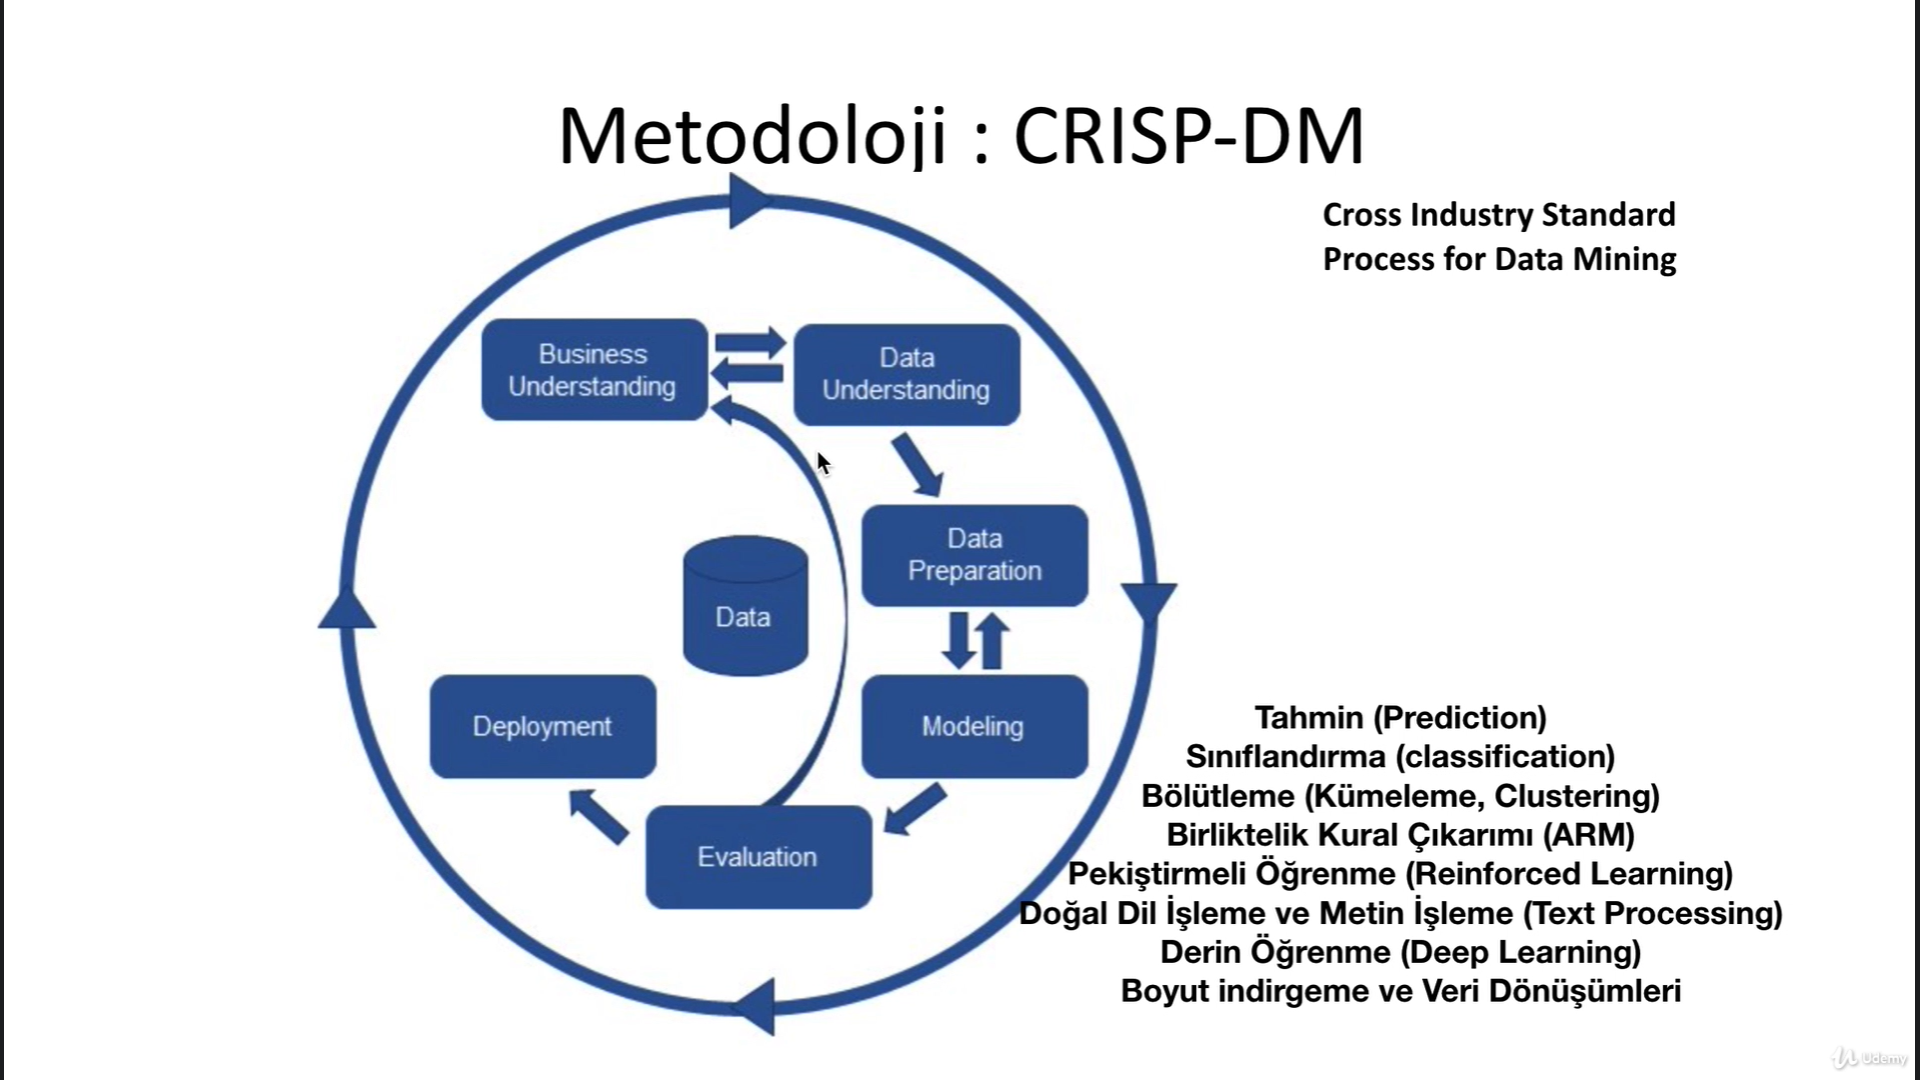 Metodoloji : CRISP-DM
Cross Industry Standard
Process for Data Mining
Business
Understanding
Data
Understanding
Data
Preparation
Data
Deployment
Modeling
Evaluation
Tahmin (Prediction)
Sınıflandırma (classification)
Bölütleme (Kümeleme, Clustering)
Birliktelik Kural Çıkarımı (ARM)
Pekiştirmeli Öğrenme (Reinforced Learning)
Doğal Dil İşleme ve Metin İşleme (Text Processing)
Derin Öğrenme (Deep Learning)
Boyut indirgeme ve Veri Dönüşümleri
Udemy